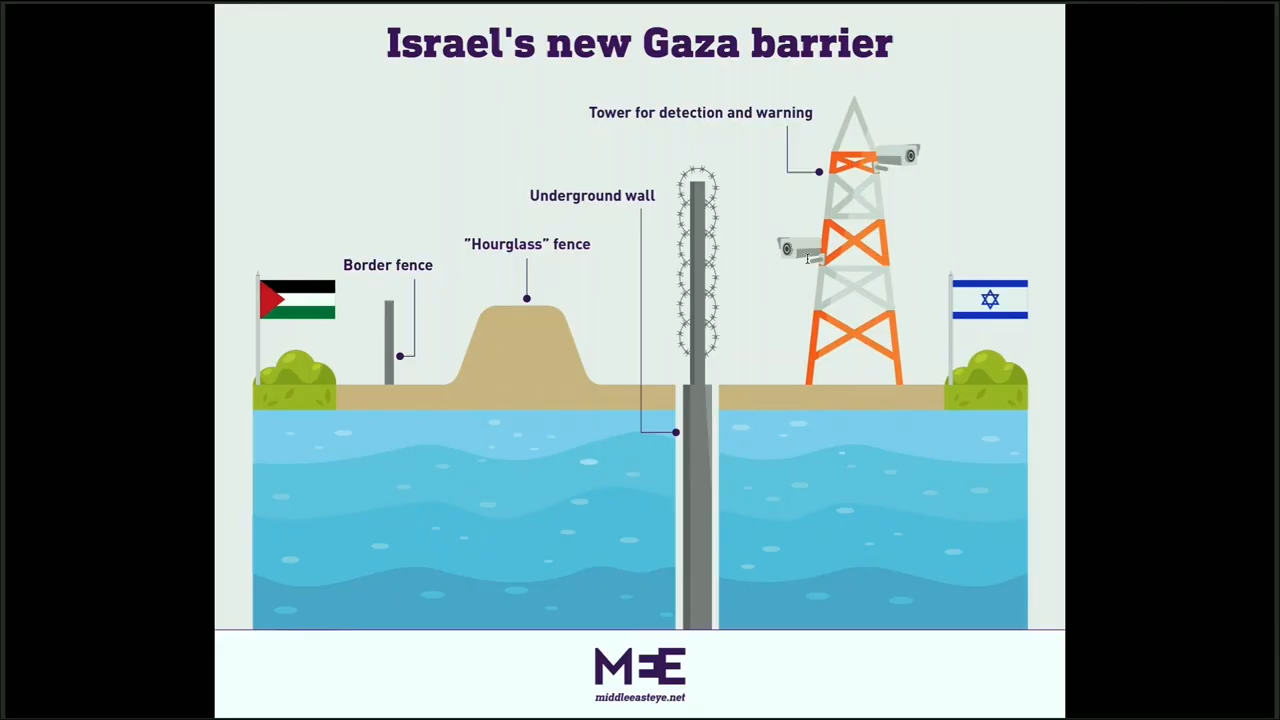 Israel's new Gaza barrier
Tower for detection and warning
Underground wall
”Hourglass” fence
Border fence
MEE
middleeasteye.net